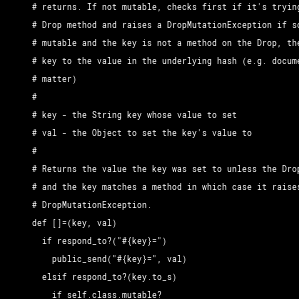 # returns. If not mutable, checks first if it's trying
# Drop method and raises a DropMutationException if so
# mutable and the key is not a method on the Drop, the
# key to the value in the underlying hash (e.g. docume
# matter)
#
# key - the String key whose value to set
# val - the Object to set the key's value to
#
# Returns the value the key was set to unless the Drop
# and the key matches a method in which case it raises
# DropMutationException.
def []=(key, val)
if respond_to?("#{key}=")
public_send("#{key}=", val)
elsif respond_to?(key.to_s)
if self.class.mutable?